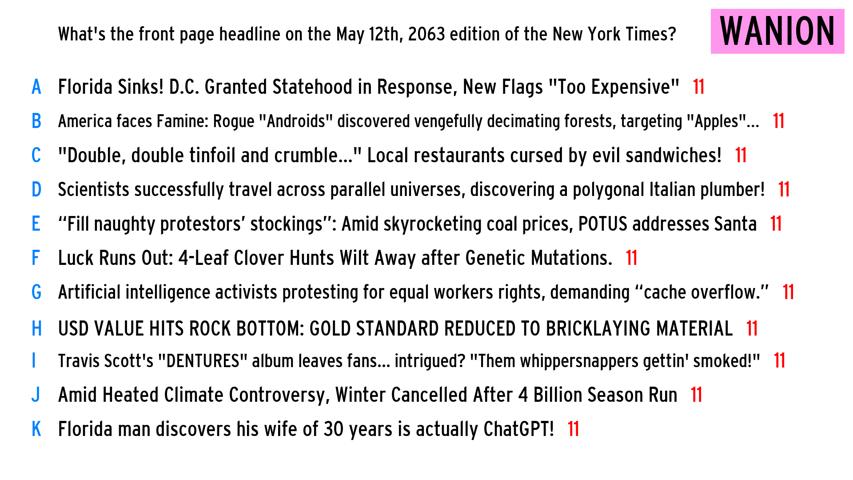 What's the front page headline on the May 12th, 2063 edition of the New York Times?
WANION
A Florida Sinks! D.C. Granted Statehood in Response, New Flags "Too Expensive" 11
B America faces Famine: Rogue "Androids" discovered vengefully decimating forests, targeting "Apples"... 11
C "Double, double tinfoil and crumble..." Local restaurants cursed by evil sandwiches! 11
D Scientists successfully travel across parallel universes, discovering a polygonal Italian plumber! 11
E “Fill naughty protestors’ stockings”: Amid skyrocketing coal prices, POTUS addresses Santa 11
F Luck Runs Out: 4-Leaf Clover Hunts Wilt Away after Genetic Mutations. 11
G Artificial intelligence activists protesting for equal workers rights, demanding “cache overflow.” 11
H USD VALUE HITS ROCK BOTTOM: GOLD STANDARD REDUCED TO BRICKLAYING MATERIAL 11
I Travis Scott's "DENTURES" album leaves fans... intrigued? "Them whippersnappers gettin' smoked!" 11
J Amid Heated Climate Controversy, Winter Cancelled After 4 Billion Season Run 11
K Florida man discovers his wife of 30 years is actually ChatGPT! 11